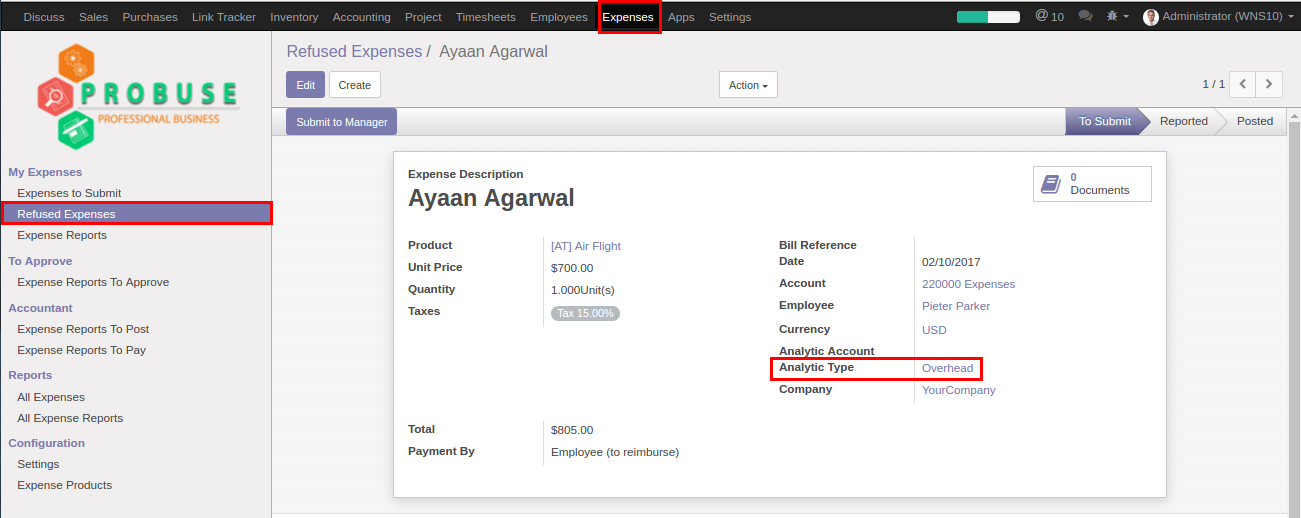 Discuss Sales Purchases Link Tracker Inventory Accounting Project Timesheets Employees Expenses Apps Settings @ 10 Administrator (WNS10)
PROBUSE
PROFESSIONAL BUSINESS
My Expenses
Expenses to Submit
Refused Expenses
Expense Reports
To Approve
Expense Reports To Approve
Accountant
Expense Reports To Post
Expense Reports To Pay
Reports
All Expenses
All Expense Reports
Configuration
Settings
Expense Products
Refused Expenses / Ayaan Agarwal
Edit Create Action 1 / 1
Submit to Manager To Submit Reported Posted
Expense Description
Ayaan Agarwal
0
Documents
Product [AT] Air Flight
Unit Price $700.00
Quantity 1.000Unit(s)
Taxes Tax 15.00%
Bill Reference
Date 02/10/2017
Account 220000 Expenses
Employee Pieter Parker
Currency USD
Analytic Account
Analytic Type Overhead
Company YourCompany
Total $805.00
Payment By Employee (to reimburse)